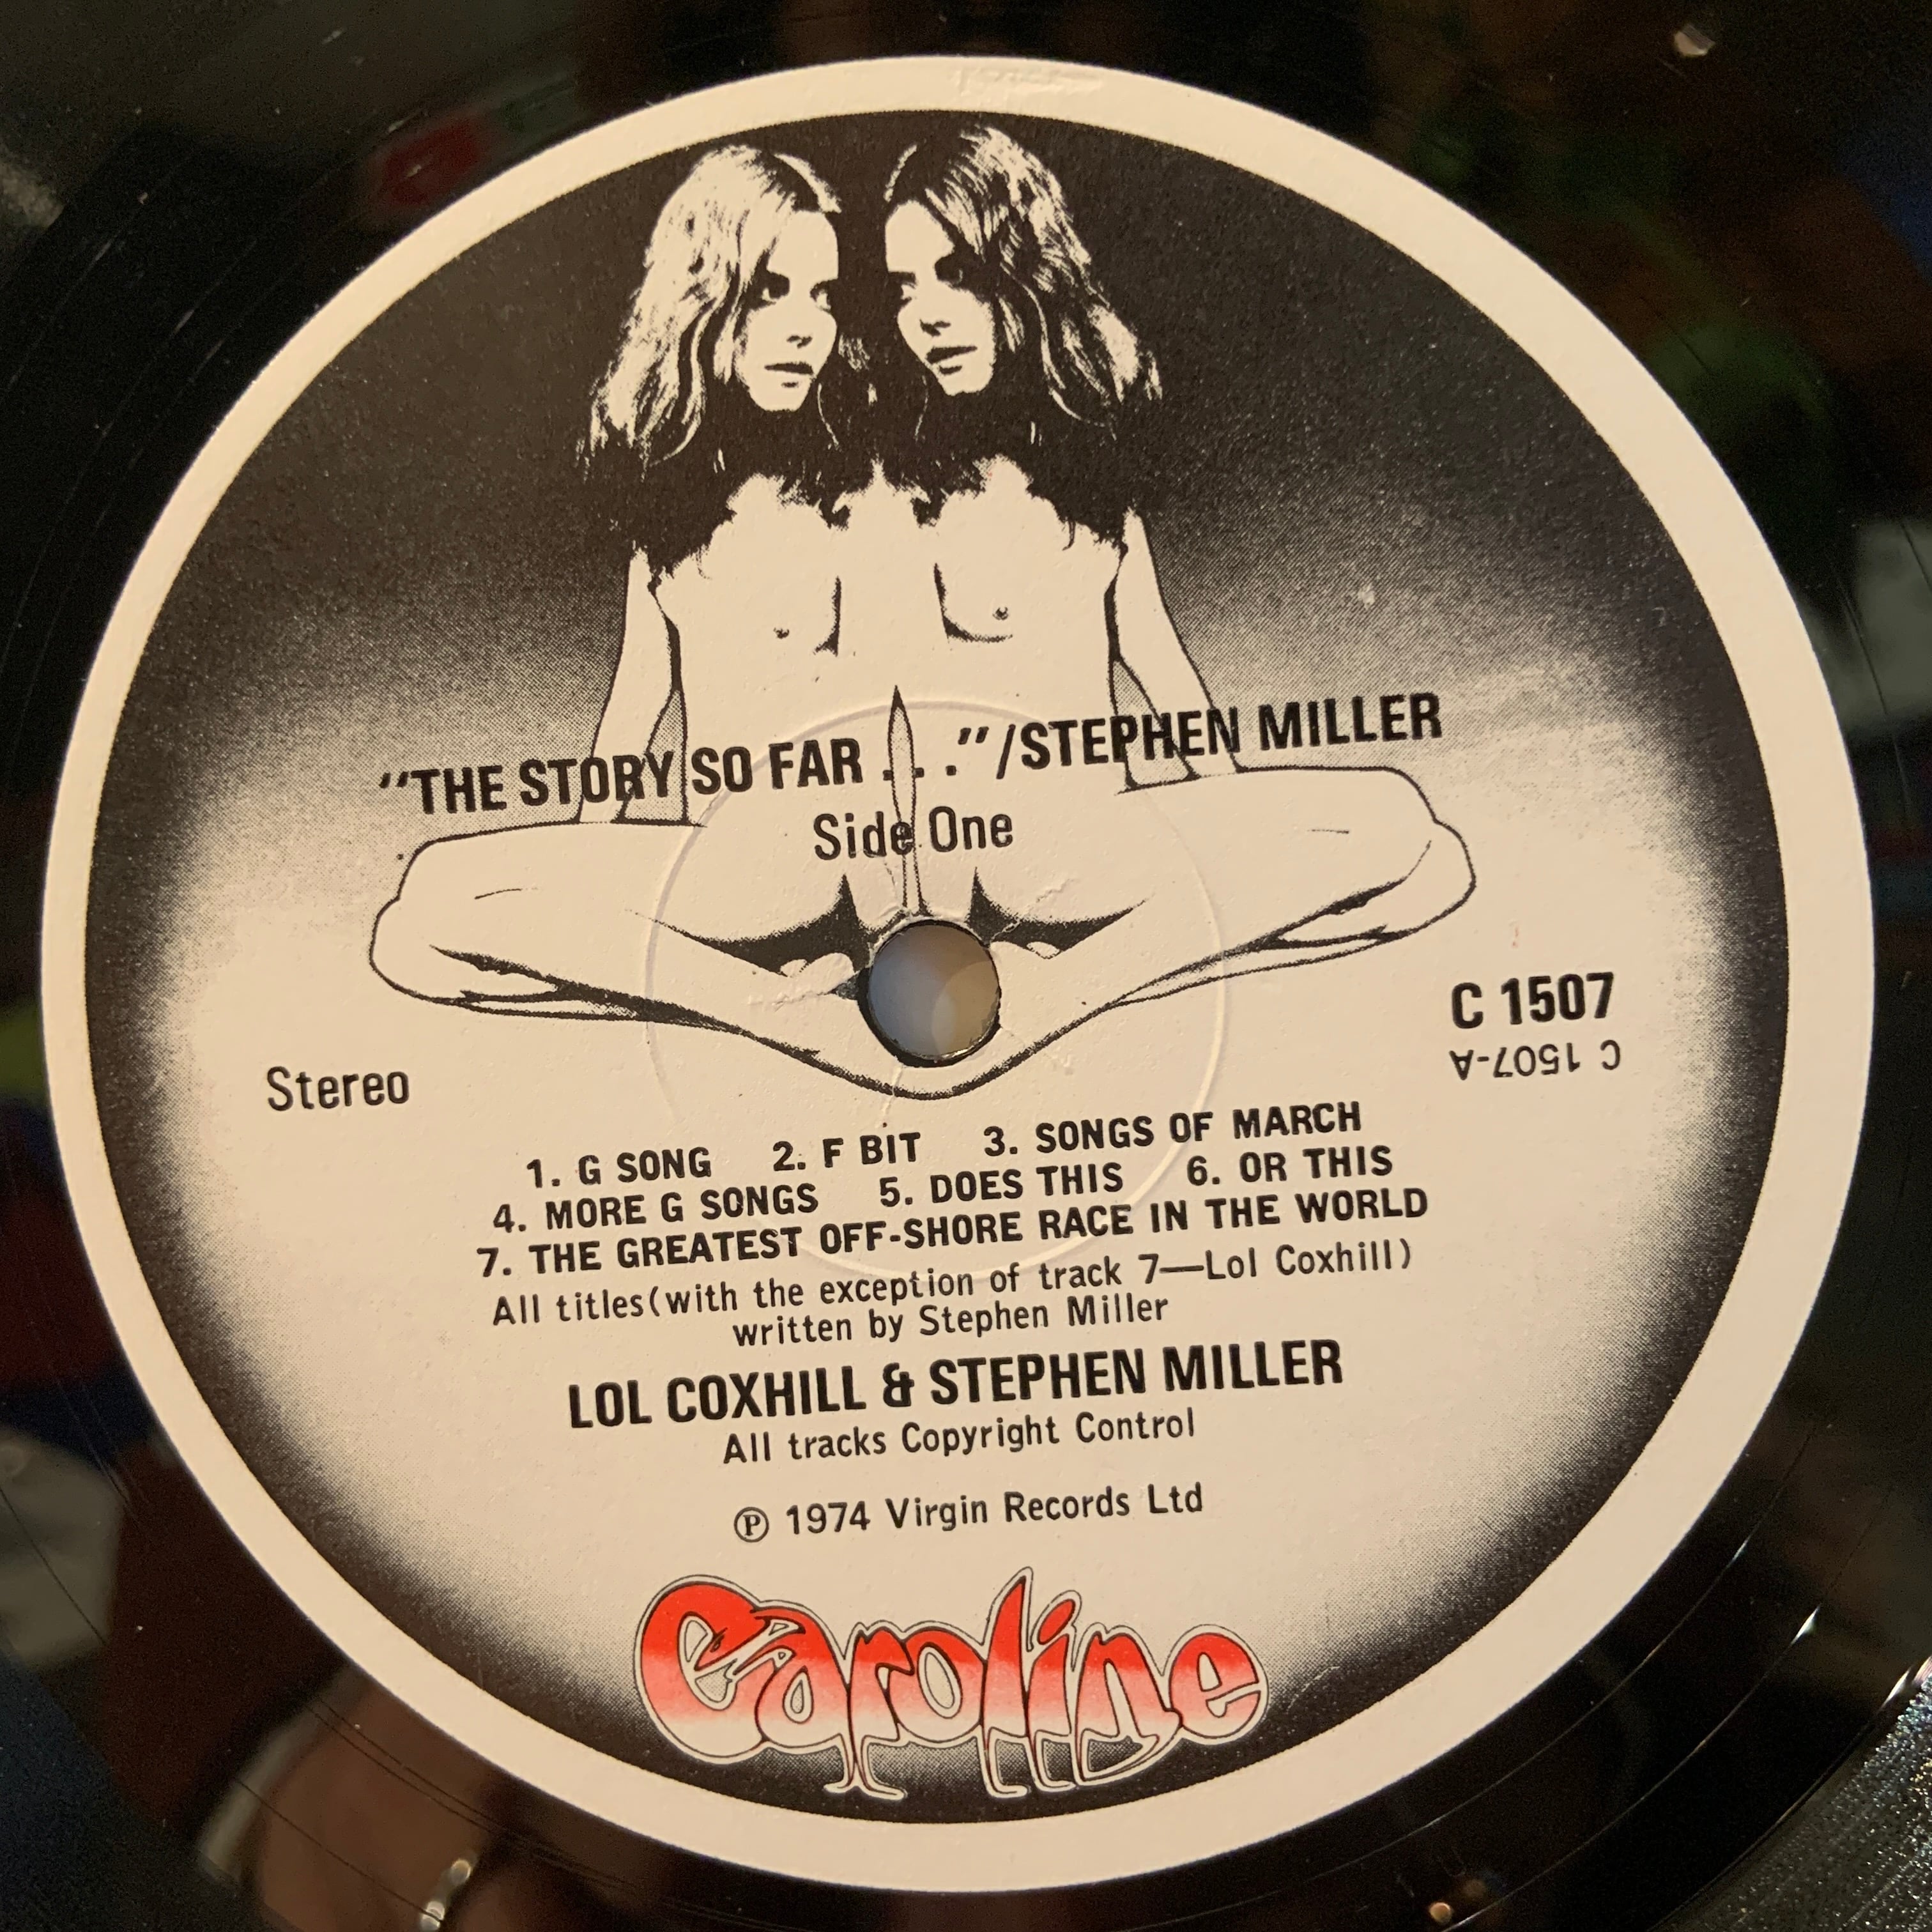 "THE STORY SO FAR . . ."/STEPHEN MILLER
Side One
C 1507
C 1507-A
Stereo
1. G SONG 2. F BIT 3. SONGS OF MARCH
4. MORE G SONGS 5. DOES THIS 6. OR THIS
7. THE GREATEST OFF-SHORE RACE IN THE WORLD
All titles(with the exception of track 7—Lol Coxhill)
written by Stephen Miller
LOL COXHILL & STEPHEN MILLER
All tracks Copyright Control
℗ 1974 Virgin Records Ltd
Caroline